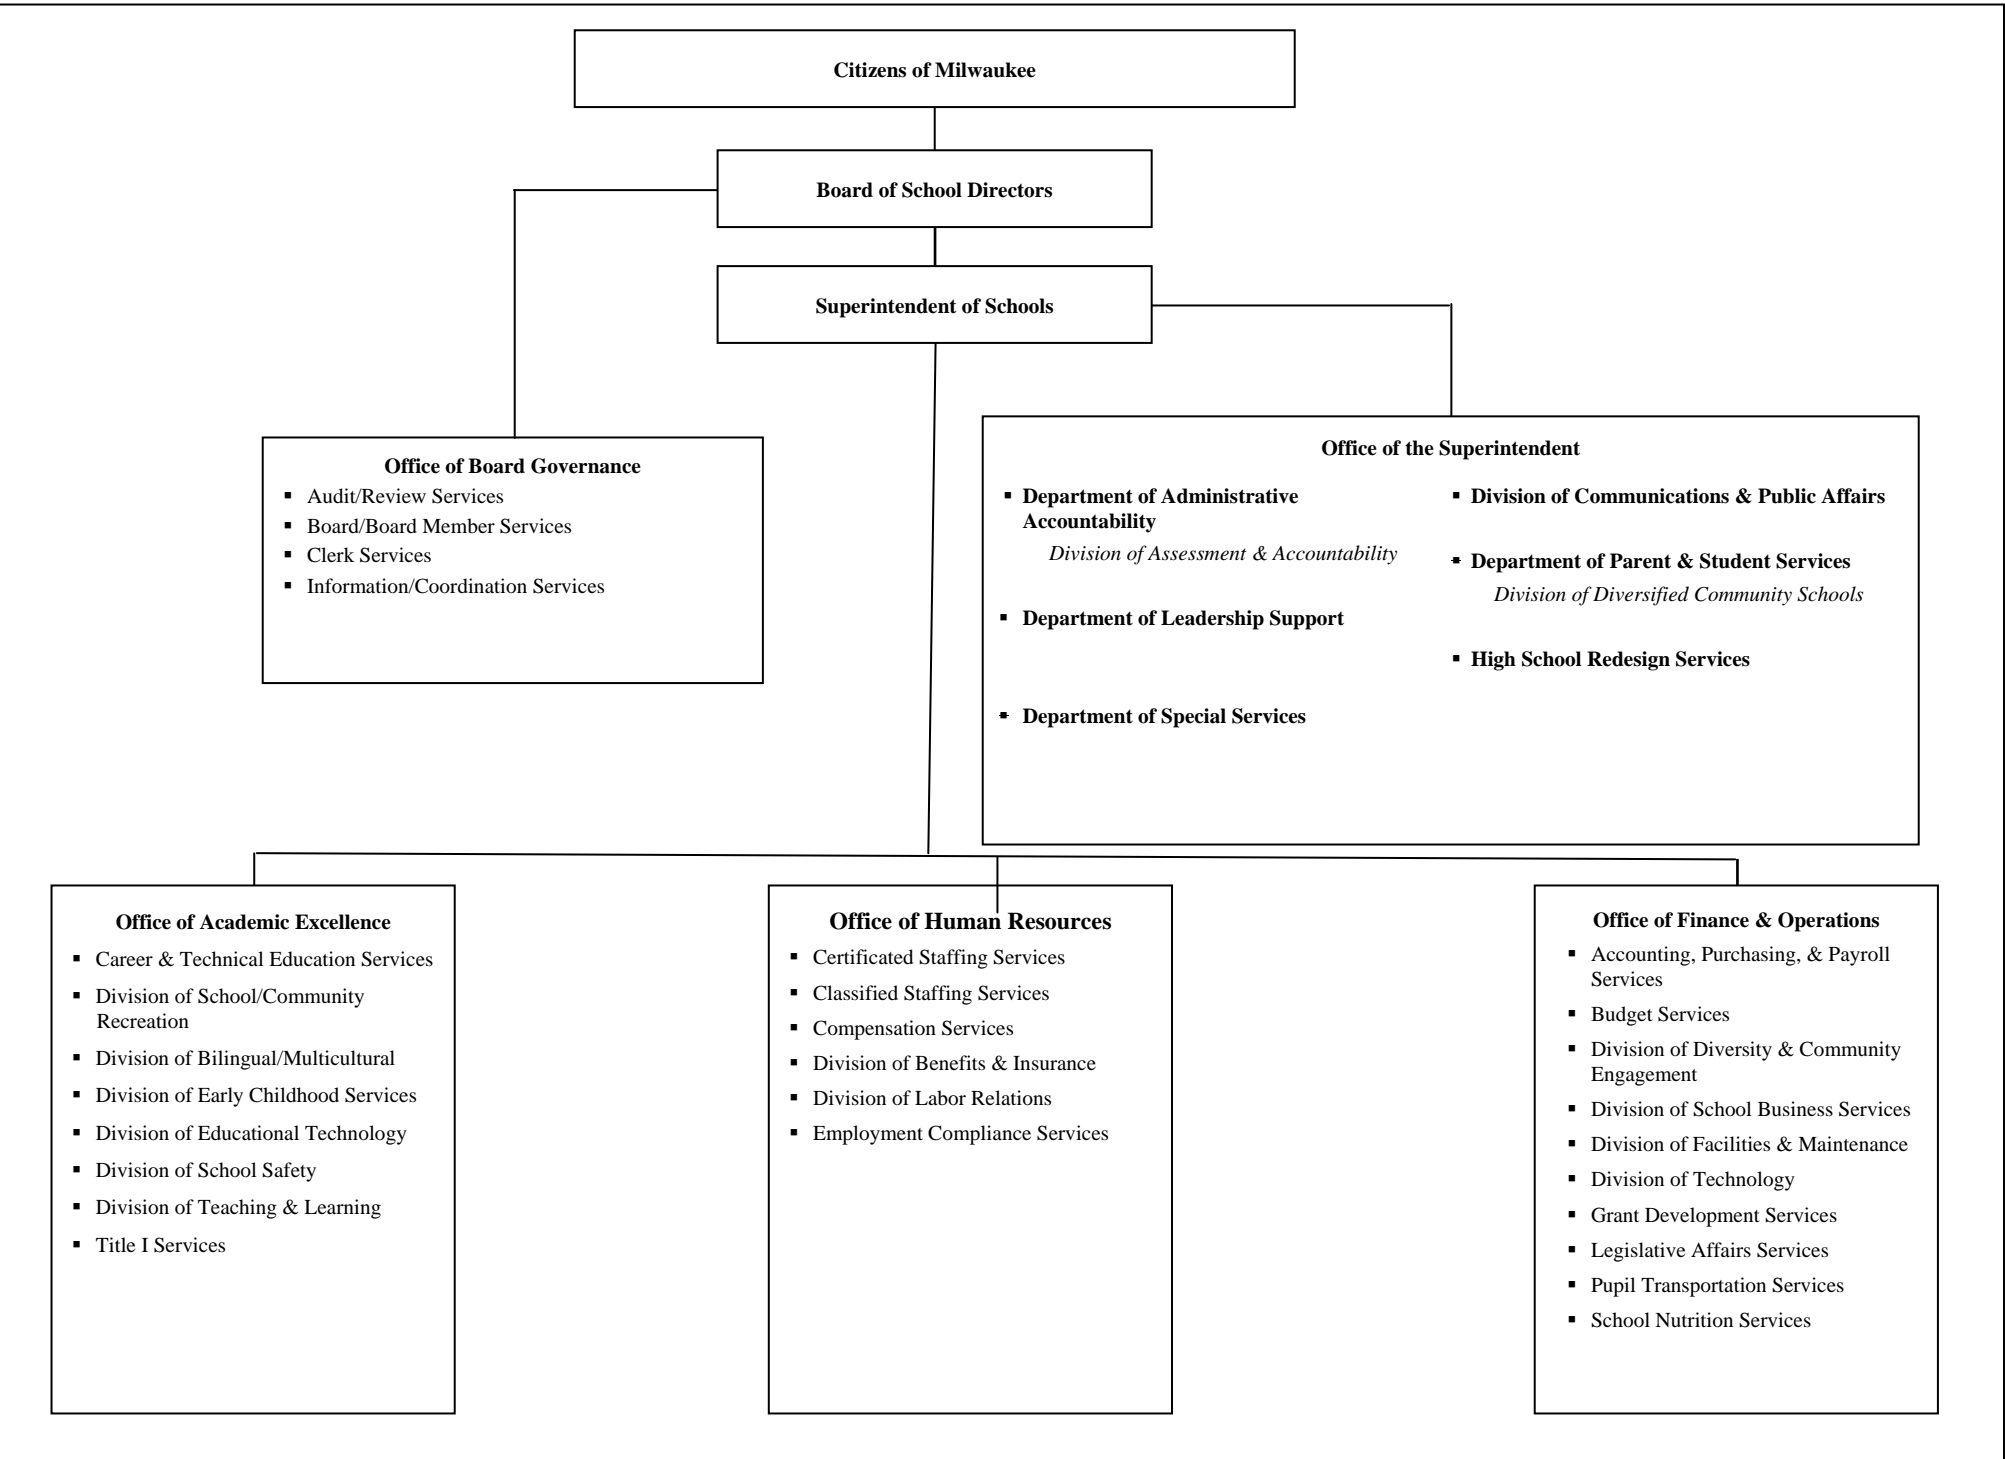 Citizens of Milwaukee
Board of School Directors
Superintendent of Schools
Office of Board Governance
▪ Audit/Review Services
▪ Board/Board Member Services
▪ Clerk Services
▪ Information/Coordination Services
Office of the Superintendent
▪ Department of Administrative
Accountability
Division of Assessment & Accountability
▪ Department of Leadership Support
▪ Department of Special Services
▪ Division of Communications & Public Affairs
▪ Department of Parent & Student Services
Division of Diversified Community Schools
▪ High School Redesign Services
Office of Academic Excellence
▪ Career & Technical Education Services
▪ Division of School/Community
Recreation
▪ Division of Bilingual/Multicultural
▪ Division of Early Childhood Services
▪ Division of Educational Technology
▪ Division of School Safety
▪ Division of Teaching & Learning
▪ Title I Services
Office of Human Resources
▪ Certificated Staffing Services
▪ Classified Staffing Services
▪ Compensation Services
▪ Division of Benefits & Insurance
▪ Division of Labor Relations
▪ Employment Compliance Services
Office of Finance & Operations
▪ Accounting, Purchasing, & Payroll
Services
▪ Budget Services
▪ Division of Diversity & Community
Engagement
▪ Division of School Business Services
▪ Division of Facilities & Maintenance
▪ Division of Technology
▪ Grant Development Services
▪ Legislative Affairs Services
▪ Pupil Transportation Services
▪ School Nutrition Services